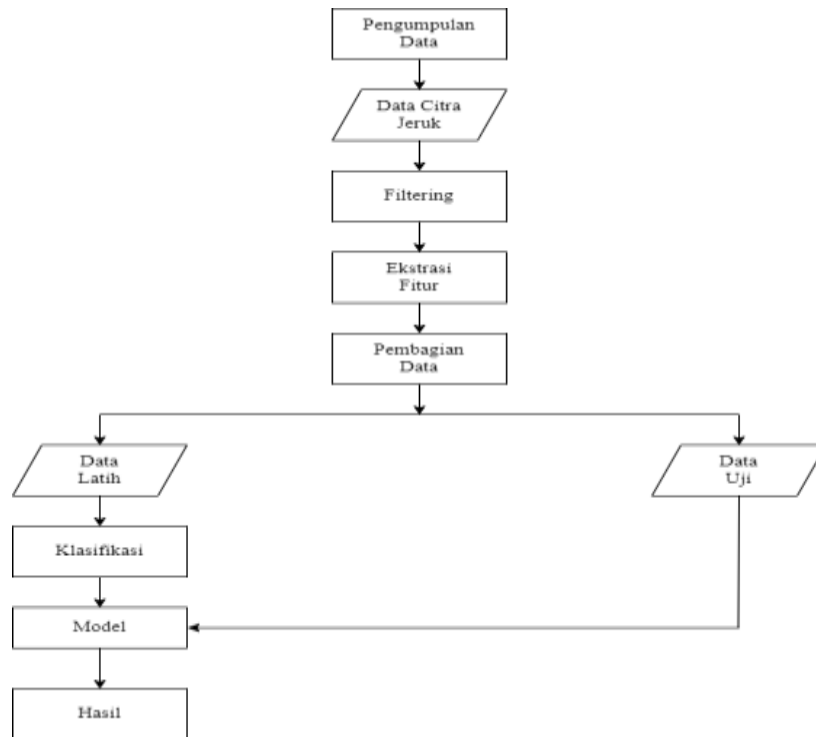 Pengumpulan
Data
Data Citra
Jeruk
Filtering
Ekstrasi
Fitur
Pembagian
Data
Data
Latih
Data
Uji
Klasifikasi
Model
Hasil